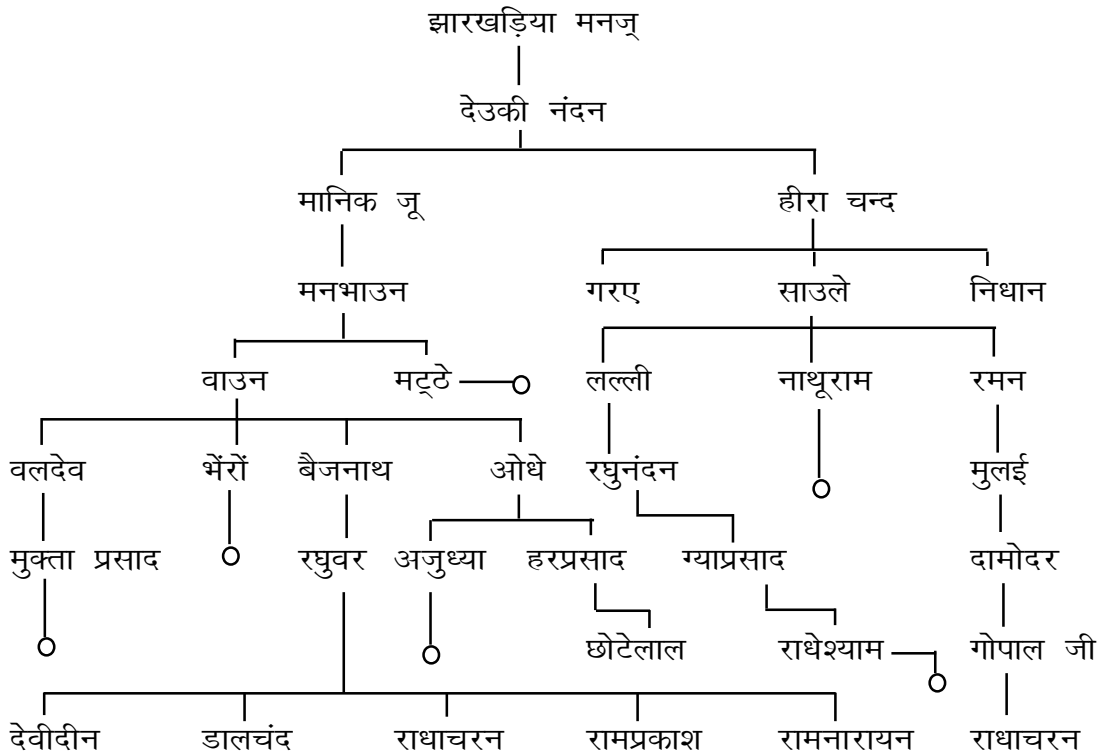 झारखड़िया मनज्
देउकी नंदन
मानिक जू हीरा चन्द
मनभाउन गरए साउले निधान
वाउन मट्ठे लल्ली नाथूराम रमन
वलदेव भेंरों बैजनाथ ओधे रघुनंदन मुलई
मुक्ता प्रसाद रघुवर अजुध्या हरप्रसाद ग्याप्रसाद दामोदर
छोटेलाल राधेश्याम गोपाल जी
देवीदीन डालचंद राधाचरन रामप्रकाश रामनारायन राधाचरन